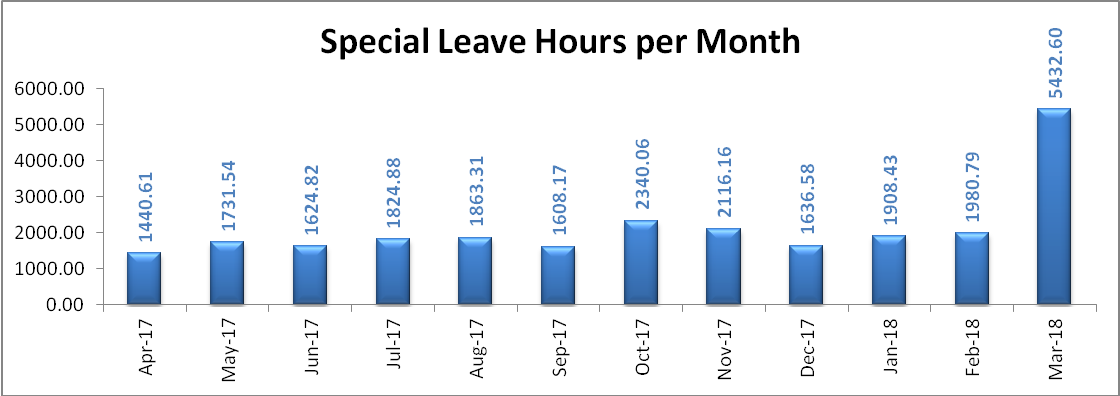 Special Leave Hours per Month
6000.00
5000.00
4000.00
3000.00
2000.00
1000.00
0.00
1440.61
1731.54
1624.82
1824.88
1863.31
1608.17
2340.06
2116.16
1636.58
1908.43
1980.79
5432.60
Apr-17
May-17
Jun-17
Jul-17
Aug-17
Sep-17
Oct-17
Nov-17
Dec-17
Jan-18
Feb-18
Mar-18